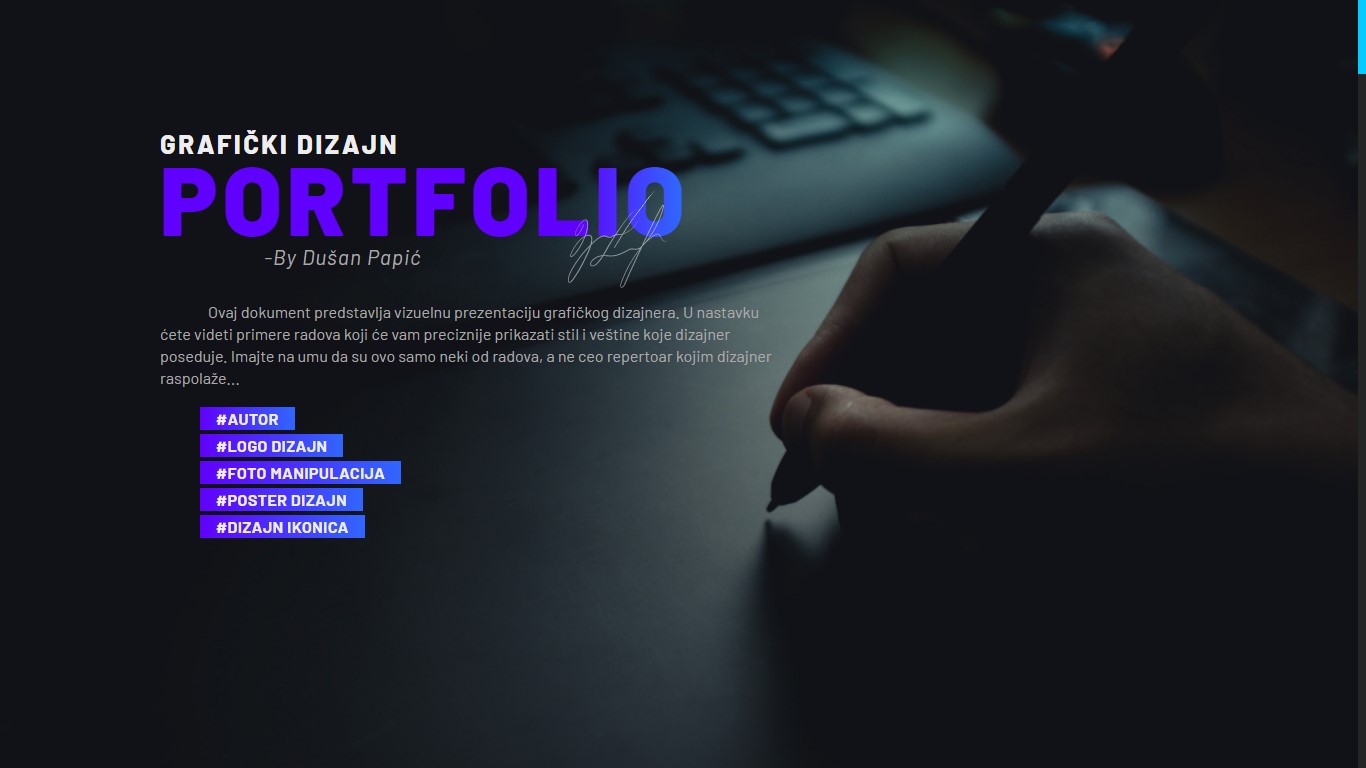 GRAFIČKI DIZAJN
PORTFOLIO
-By Dušan Papić
Ovaj dokument predstavlja vizuelnu prezentaciju grafičkog dizajnera. U nastavku
ćete videti primere radova koji će vam preciznije prikazati stil i veštine koje dizajner
poseduje. Imajte na umu da su ovo samo neki od radova, a ne ceo repertoar kojim dizajner
raspolaže...
#AUTOR
#LOGO DIZAJN
#FOTO MANIPULACIJA
#POSTER DIZAJN
#DIZAJN IKONICA